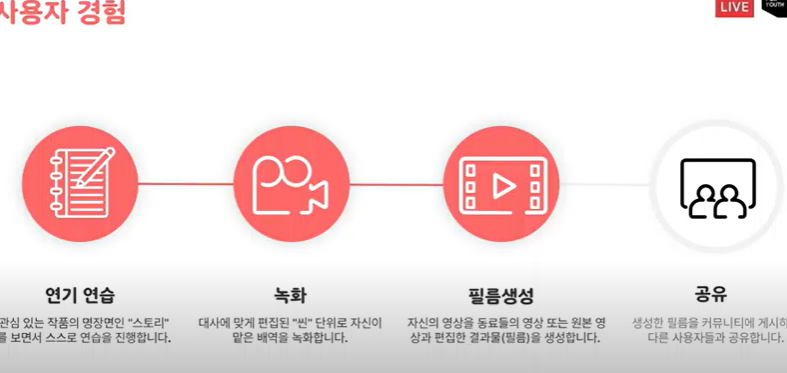 사용자 경험
LIVE
YOUTH
연기 연습
관심 있는 작품의 명장면인 "스토리"
를 보면서 스스로 연습을 진행합니다.
녹화
대사에 맞게 편집된 "씬" 단위로 자신이
맡은 배역을 녹화합니다.
필름생성
자신의 영상을 동료들의 영상 또는 원본 영
상과 편집한 결과물(필름)을 생성합니다.
공유
생성한 필름을 커뮤니티에 게시하
다른 사용자들과 공유합니다.